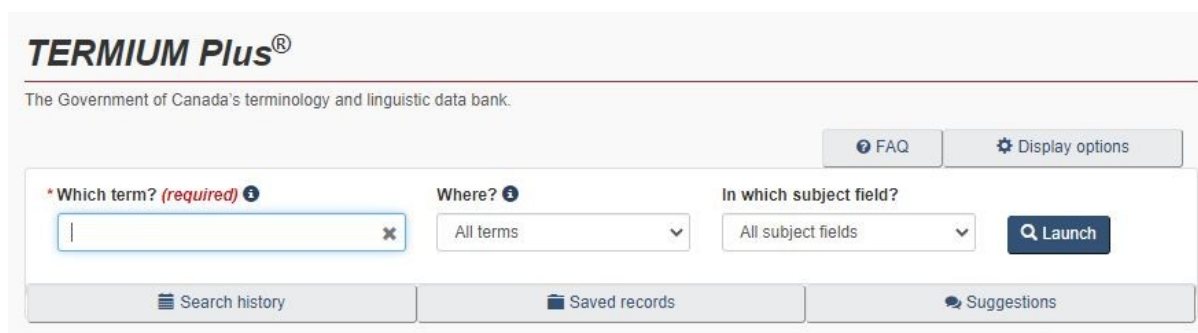 TERMIUM Plus®
The Government of Canada's terminology and linguistic data bank.
FAQ
Display options
* Which term? (required)
Where?
In which subject field?
All terms
All subject fields
Launch
Search history
Saved records
Suggestions